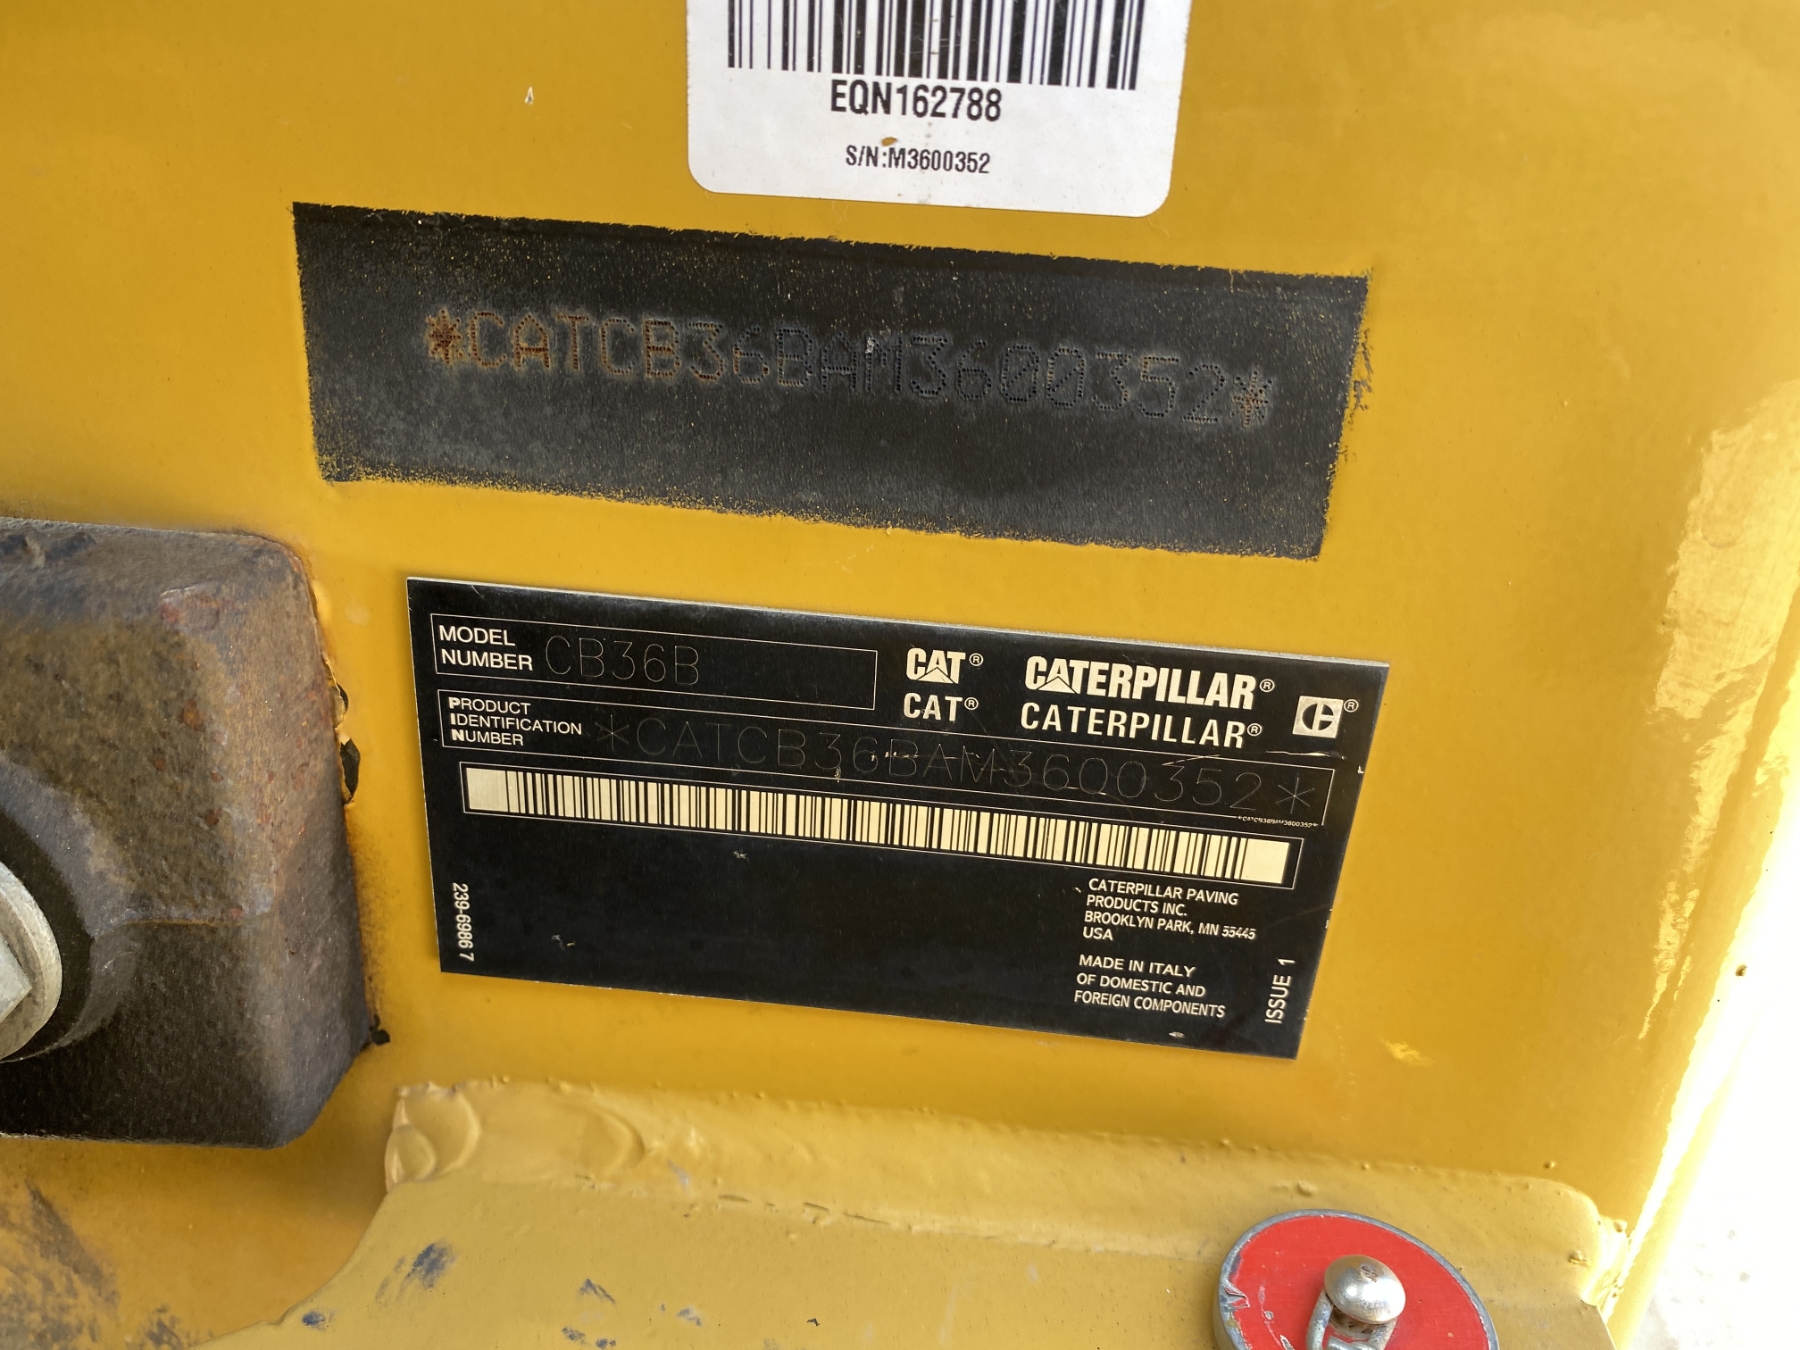 EQN162788
S/N:M3600352
*CATCB36BAM3600352*
MODEL NUMBER CB36B
CAT® CATERPILLAR®
CAT® CATERPILLAR®
PRODUCT IDENTIFICATION NUMBER *CATCB36BAM3600352*
*CATCB36BAM3600352*
239-6986 7
CATERPILLAR PAVING
PRODUCTS INC.
BROOKLYN PARK, MN 55445
USA
MADE IN ITALY
OF DOMESTIC AND
FOREIGN COMPONENTS
ISSUE 1